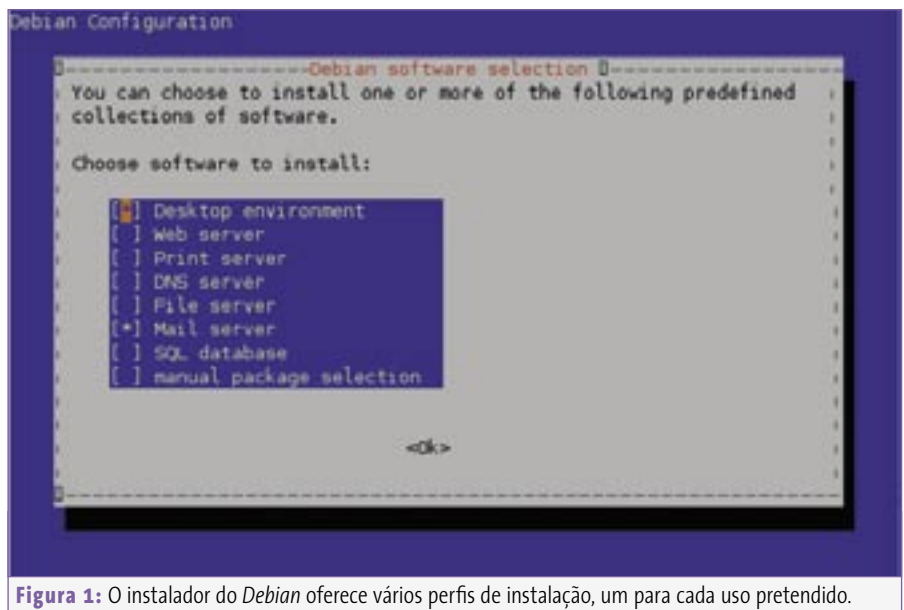 Debian Configuration
Debian software selection
You can choose to install one or more of the following predefined
collections of software.
Choose software to install:
[*] Desktop environment
[ ] Web server
[ ] Print server
[ ] DNS server
[ ] File server
[*] Mail server
[ ] SQL database
[ ] manual package selection
<Ok>
Figura 1: O instalador do Debian oferece vários perfis de instalação, um para cada uso pretendido.